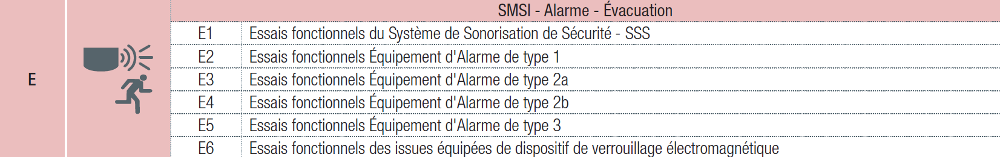 SMSI - Alarme - Évacuation
E
E1 Essais fonctionnels du Système de Sonorisation de Sécurité - SSS
E2 Essais fonctionnels Équipement d'Alarme de type 1
E3 Essais fonctionnels Équipement d'Alarme de type 2a
E4 Essais fonctionnels Équipement d'Alarme de type 2b
E5 Essais fonctionnels Équipement d'Alarme de type 3
E6 Essais fonctionnels des issues équipées de dispositif de verrouillage électromagnétique